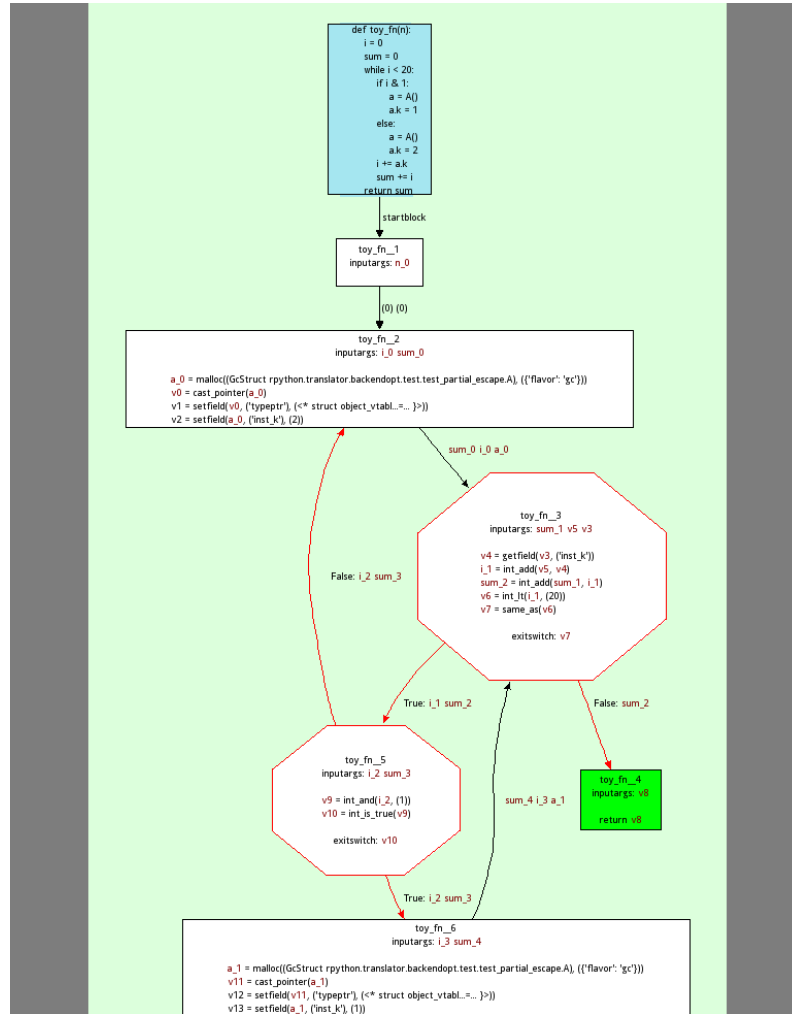 def toy_fn(n):
i = 0
sum = 0
while i < 20:
if i & 1:
a = A()
a.k = 1
else:
a = A()
a.k = 2
i += a.k
sum += i
return sum
startblock
toy_fn__1
inputargs: n_0
(0) (0)
toy_fn__2
inputargs: i_0 sum_0
a_0 = malloc((GcStruct rpython.translator.backendopt.test.test_partial_escape.A), ({'flavor': 'gc'}))
v0 = cast_pointer(a_0)
v1 = setfield(v0, ('typeptr'), (<* struct object_vtabl...=... }>))
v2 = setfield(a_0, ('inst_k'), (2))
sum_0 i_0 a_0
toy_fn__3
inputargs: sum_1 v5 v3
v4 = getfield(v3, ('inst_k'))
i_1 = int_add(v5, v4)
sum_2 = int_add(sum_1, i_1)
v6 = int_lt(i_1, (20))
v7 = same_as(v6)
exitswitch: v7
False: i_2 sum_3
True: i_1 sum_2
False: sum_2
toy_fn__5
inputargs: i_2 sum_3
v9 = int_and(i_2, (1))
v10 = int_is_true(v9)
exitswitch: v10
sum_4 i_3 a_1
toy_fn__4
inputargs: v8
return v8
True: i_2 sum_3
toy_fn__6
inputargs: i_3 sum_4
a_1 = malloc((GcStruct rpython.translator.backendopt.test.test_partial_escape.A), ({'flavor': 'gc'}))
v11 = cast_pointer(a_1)
v12 = setfield(v11, ('typeptr'), (<* struct object_vtabl...=... }>))
v13 = setfield(a_1, ('inst_k'), (1))